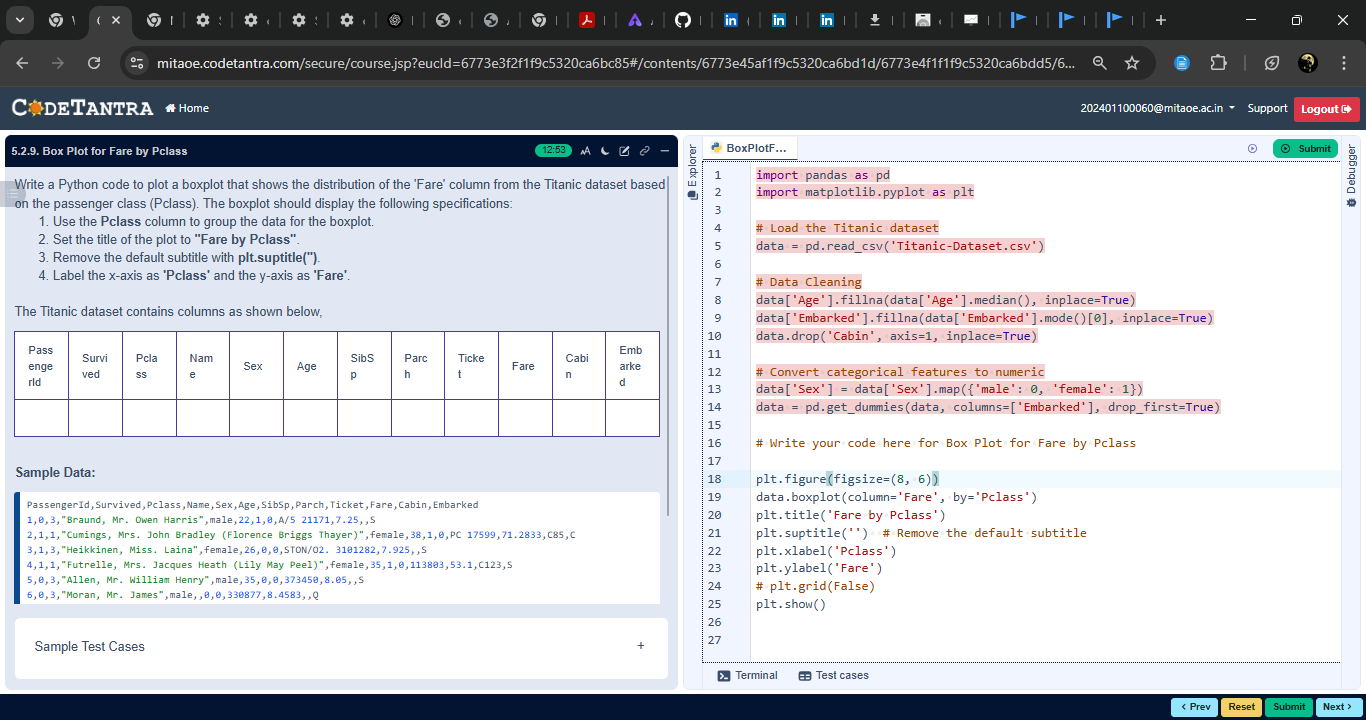 mitaoe.codetantra.com/secure/course.jsp?eucId=6773e3f2f1f9c5320ca6bc85#/contents/6773e45af1f9c5320ca6bd1d/6773e4f1f1f9c5320ca6bdd5/6...
CODETANTRA
Home
202401100060@mitaoe.ac.in
Support
Logout
5.2.9. Box Plot for Fare by Pclass
12:53
Write a Python code to plot a boxplot that shows the distribution of the 'Fare' column from the Titanic dataset based
on the passenger class (Pclass). The boxplot should display the following specifications:
1. Use the Pclass column to group the data for the boxplot.
2. Set the title of the plot to "Fare by Pclass".
3. Remove the default subtitle with plt.suptitle('').
4. Label the x-axis as 'Pclass' and the y-axis as 'Fare'.
The Titanic dataset contains columns as shown below,
Pass
enge
rId
Survi
ved
Pcla
ss
Nam
e
Sex
Age
SibS
p
Parc
h
Ticke
t
Fare
Cabi
n
Emb
arke
d
Sample Data:
PassengerId,Survived,Pclass,Name,Sex,Age,SibSp,Parch,Ticket,Fare,Cabin,Embarked
1,0,3,"Braund, Mr. Owen Harris",male,22,1,0,A/5 21171,7.25,,S
2,1,1,"Cumings, Mrs. John Bradley (Florence Briggs Thayer)",female,38,1,0,PC 17599,71.2833,C85,C
3,1,3,"Heikkinen, Miss. Laina",female,26,0,0,STON/O2. 3101282,7.925,,S
4,1,1,"Futrelle, Mrs. Jacques Heath (Lily May Peel)",female,35,1,0,113803,53.1,C123,S
5,0,3,"Allen, Mr. William Henry",male,35,0,0,373450,8.05,,S
6,0,3,"Moran, Mr. James",male,,0,0,330877,8.4583,,Q
Sample Test Cases
+
Explorer
BoxPlotF...
Submit
Debugger
1 import pandas as pd
2 import matplotlib.pyplot as plt
3
4 # Load the Titanic dataset
5 data = pd.read_csv('Titanic-Dataset.csv')
6
7 # Data Cleaning
8 data['Age'].fillna(data['Age'].median(), inplace=True)
9 data['Embarked'].fillna(data['Embarked'].mode()[0], inplace=True)
10 data.drop('Cabin', axis=1, inplace=True)
11
12 # Convert categorical features to numeric
13 data['Sex'] = data['Sex'].map({'male': 0, 'female': 1})
14 data = pd.get_dummies(data, columns=['Embarked'], drop_first=True)
15
16 # Write your code here for Box Plot for Fare by Pclass
17
18 plt.figure(figsize=(8, 6))
19 data.boxplot(column='Fare', by='Pclass')
20 plt.title('Fare by Pclass')
21 plt.suptitle('') # Remove the default subtitle
22 plt.xlabel('Pclass')
23 plt.ylabel('Fare')
24 # plt.grid(False)
25 plt.show()
26
27
Terminal
Test cases
< Prev
Reset
Submit
Next >